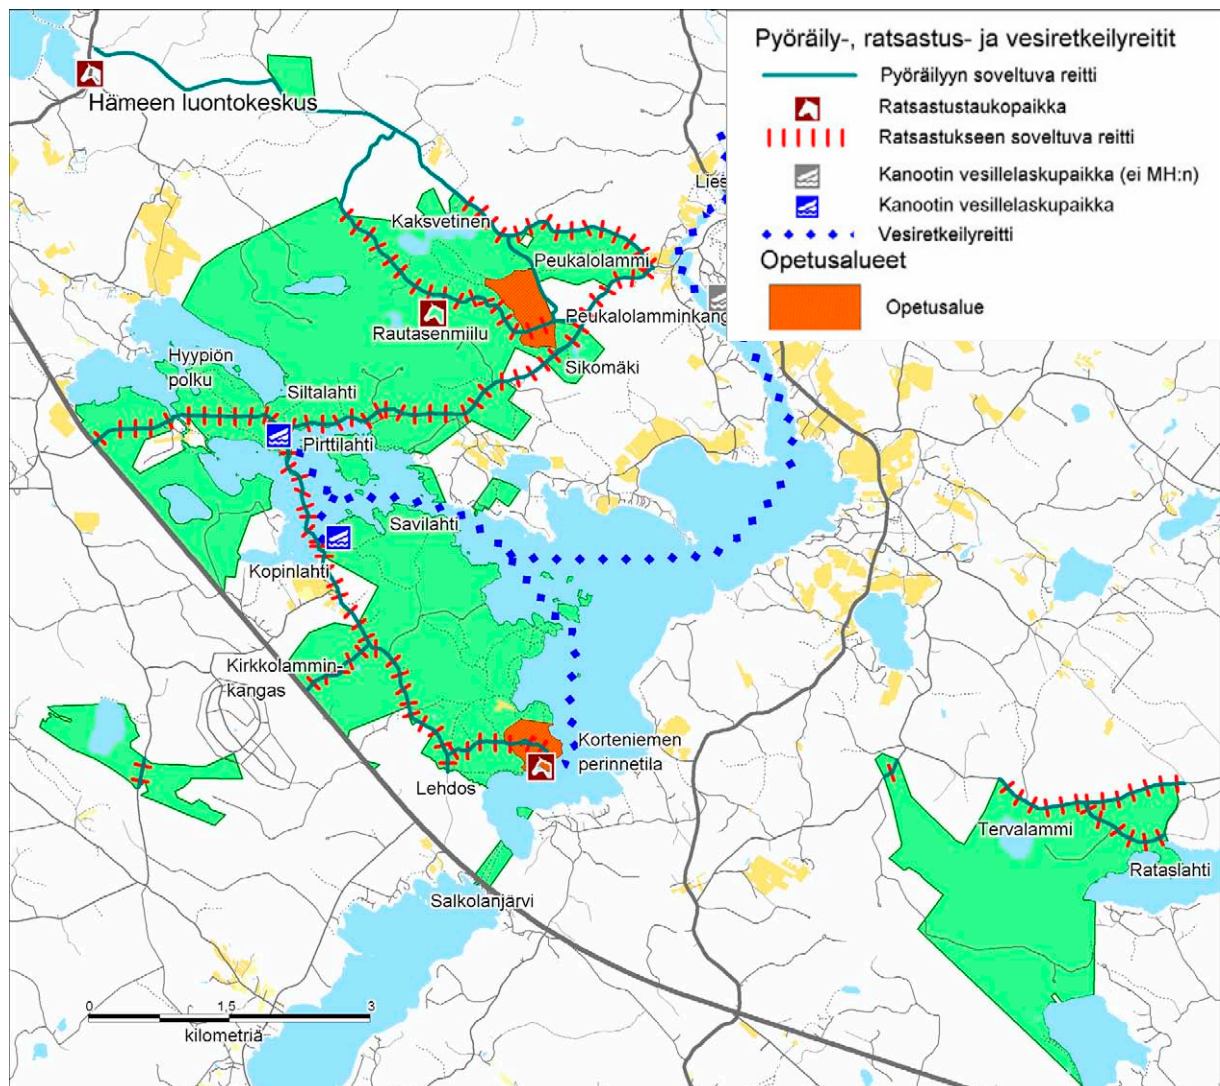 Pyöräily-, ratsastus- ja vesiretkeilyreitit
Pyöräilyyn soveltuva reitti
Ratsastustaukopaikka
Ratsastukseen soveltuva reitti
Kanootin vesillelaskupaikka (ei MH:n)
Kanootin vesillelaskupaikka
Vesiretkeilyreitti
Opetusalueet
Opetusalue
Hämeen luontokeskus
Lies
Kaksvetinen
Peukalolammi
Peukalolamminkang
Rautasenmiilu
Sikomäki
Hyypiön
polku
Siltalahti
Pirttilahti
Savilahti
Kopinlahti
Kirkkolammin-
kangas
Korteniemen
perinnetila
Lehdos
Tervalammi
Rataslahti
Salkolanjärvi
0 1,5 3
kilometriä